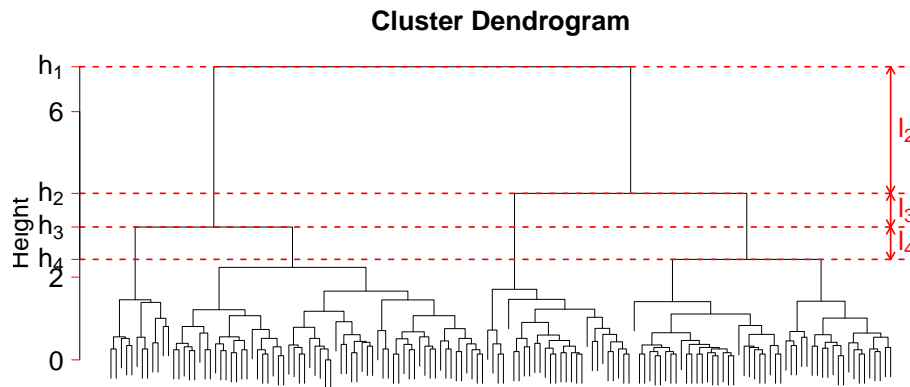 Cluster Dendrogram
h₁
6
h₂
h₃
h₄
2
0
Height
l₂
l₃
l₄